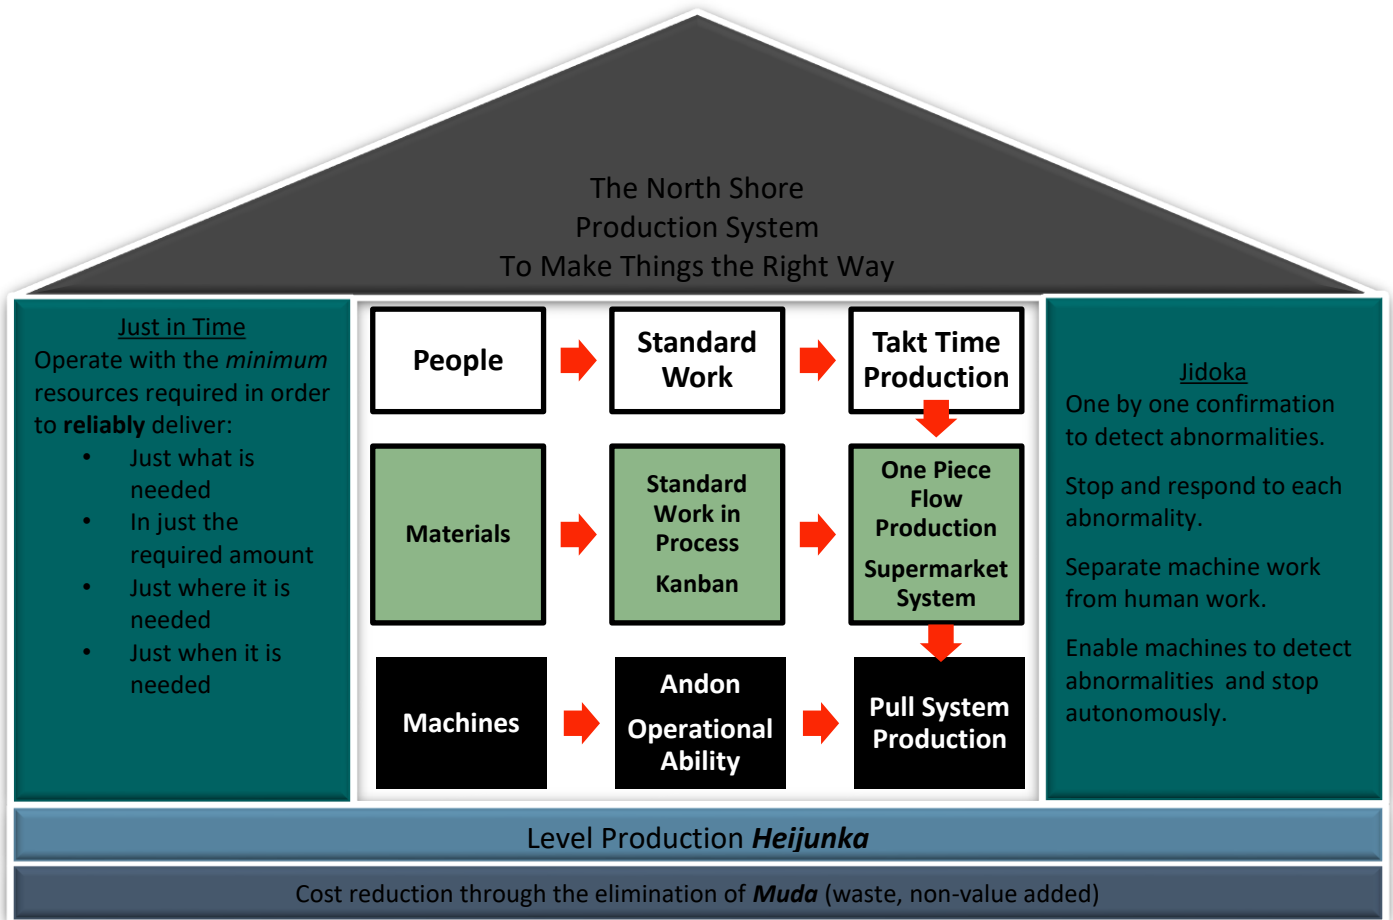 The North Shore
Production System
To Make Things the Right Way
Just in Time
Operate with the minimum
resources required in order
to reliably deliver:
• Just what is
needed
• In just the
required amount
• Just where it is
needed
• Just when it is
needed
People
Standard
Work
Takt Time
Production
Materials
Standard
Work in
Process
Kanban
One Piece
Flow
Production
Supermarket
System
Machines
Andon
Operational
Ability
Pull System
Production
Jidoka
One by one confirmation
to detect abnormalities.
Stop and respond to each
abnormality.
Separate machine work
from human work.
Enable machines to detect
abnormalities and stop
autonomously.
Level Production Heijunka
Cost reduction through the elimination of Muda (waste, non-value added)